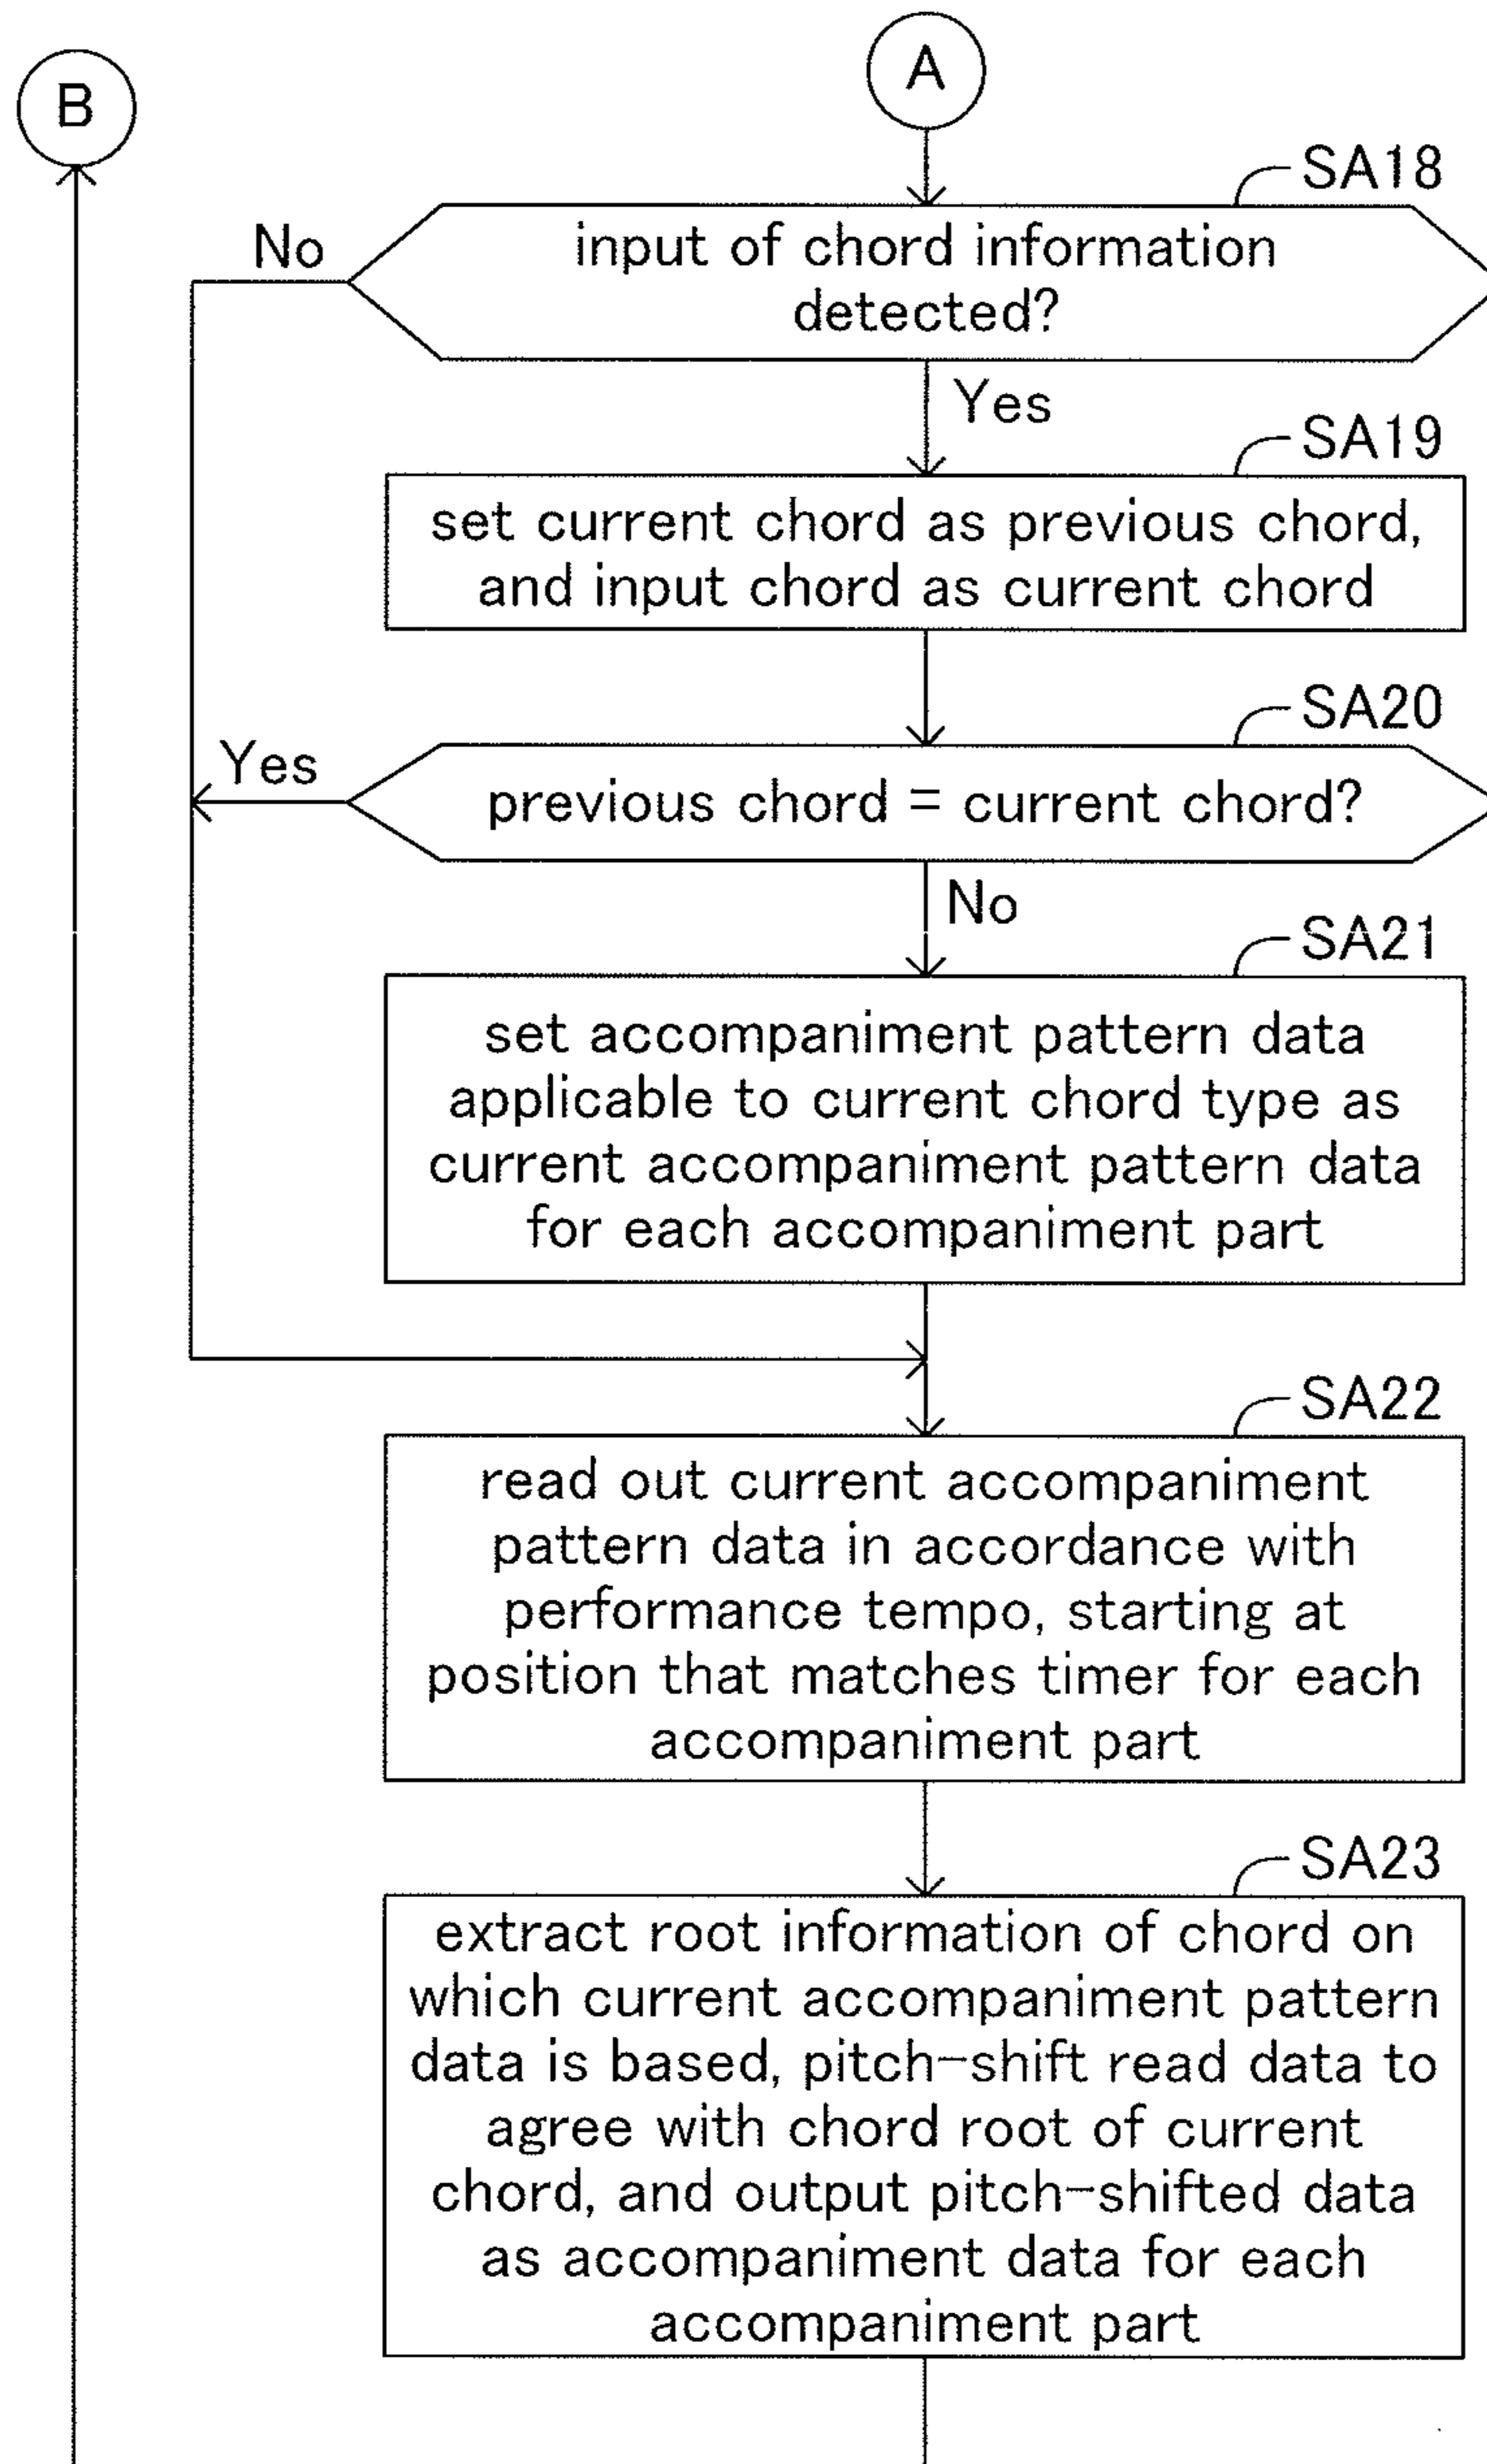 B
A
SA18
No
input of chord information
detected?
Yes
SA19
set current chord as previous chord,
and input chord as current chord
SA20
Yes
previous chord = current chord?
No
SA21
set accompaniment pattern data
applicable to current chord type as
current accompaniment pattern data
for each accompaniment part
SA22
read out current accompaniment
pattern data in accordance with
performance tempo, starting at
position that matches timer for each
accompaniment part
SA23
extract root information of chord on
which current accompaniment pattern
data is based, pitch-shift read data to
agree with chord root of current
chord, and output pitch-shifted data
as accompaniment data for each
accompaniment part